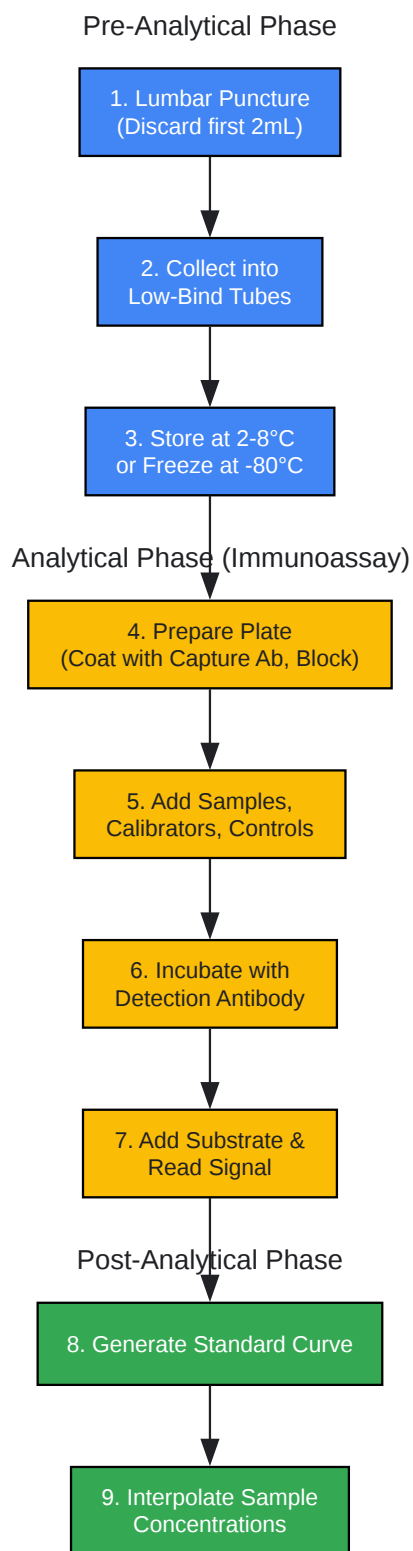 Pre-Analytical Phase
1. Lumbar Puncture
(Discard first 2mL)
2. Collect into
Low-Bind Tubes
3. Store at 2-8°C
or Freeze at -80°C
Analytical Phase (Immunoassay)
4. Prepare Plate
(Coat with Capture Ab, Block)
5. Add Samples,
Calibrators, Controls
6. Incubate with
Detection Antibody
7. Add Substrate &
Read Signal
Post-Analytical Phase
8. Generate Standard Curve
9. Interpolate Sample
Concentrations